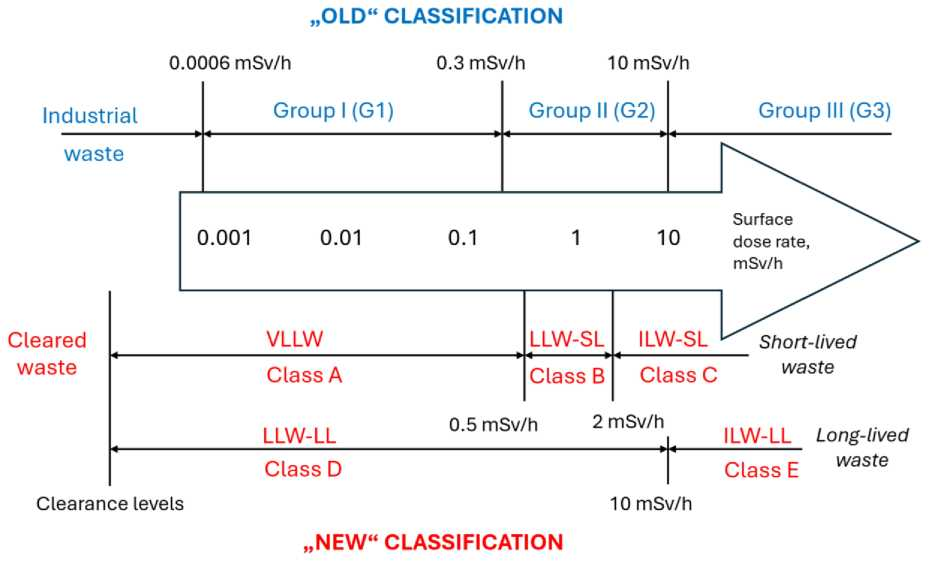 „OLD“ CLASSIFICATION
0.0006 mSv/h
0.3 mSv/h
10 mSv/h
Industrial
waste
Group I (G1)
Group II (G2)
Group III (G3)
0.001
0.01
0.1
1
10
Surface
dose rate,
mSv/h
Cleared
waste
VLLW
Class A
LLW-SL
Class B
ILW-SL
Class C
Short-lived
waste
0.5 mSv/h
2 mSv/h
LLW-LL
Class D
ILW-LL
Class E
Long-lived
waste
Clearance levels
10 mSv/h
„NEW“ CLASSIFICATION